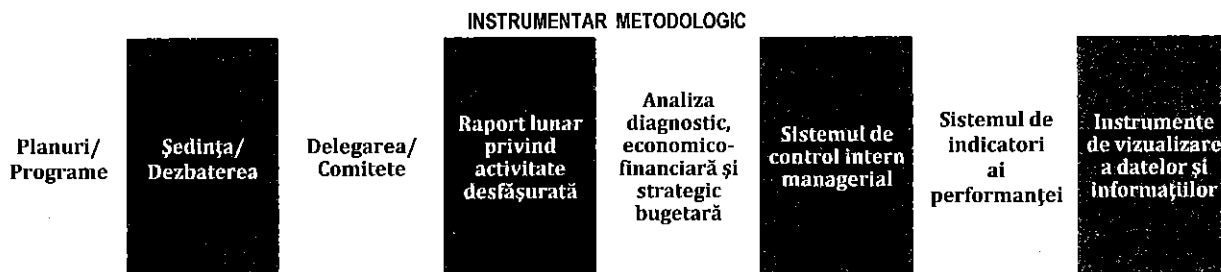 INSTRUMENTAR METODOLOGIC
Planuri/
Programe
Ședința/
Dezbaterea
Delegarea/
Comitete
Raport lunar
privind
activitate
desfășurată
Analiza
diagnostic,
economico-
financiară și
strategic
bugetară
Sistemul de
control intern
managerial
Sistemul de
indicatori
ai
performanței
Instrumente
de vizualizare
a datelor și
informațiilor